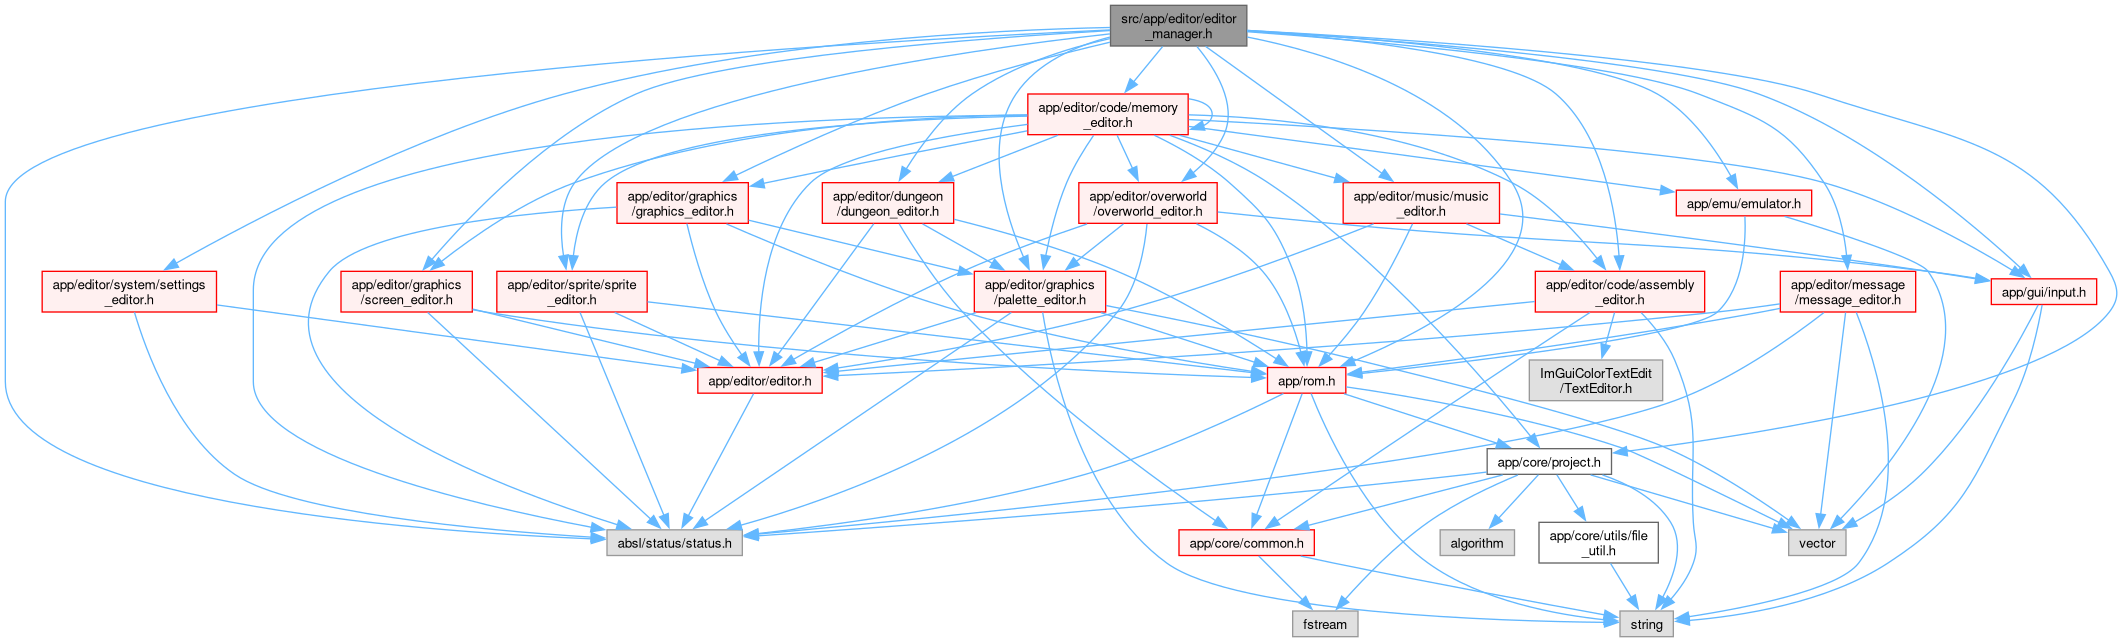 src/app/editor/editor
_manager.h
app/editor/code/memory
_editor.h
app/editor/graphics
/graphics_editor.h
app/editor/dungeon
/dungeon_editor.h
app/editor/overworld
/overworld_editor.h
app/editor/music/music
_editor.h
app/emu/emulator.h
app/editor/system/settings
_editor.h
app/editor/graphics
/screen_editor.h
app/editor/sprite/sprite
_editor.h
app/editor/graphics
/palette_editor.h
app/editor/code/assembly
_editor.h
app/editor/message
/message_editor.h
app/gui/input.h
app/editor/editor.h
app/rom.h
ImGuiColorTextEdit
/TextEditor.h
app/core/project.h
absl/status/status.h
app/core/common.h
algorithm
app/core/utils/file
_util.h
vector
fstream
string